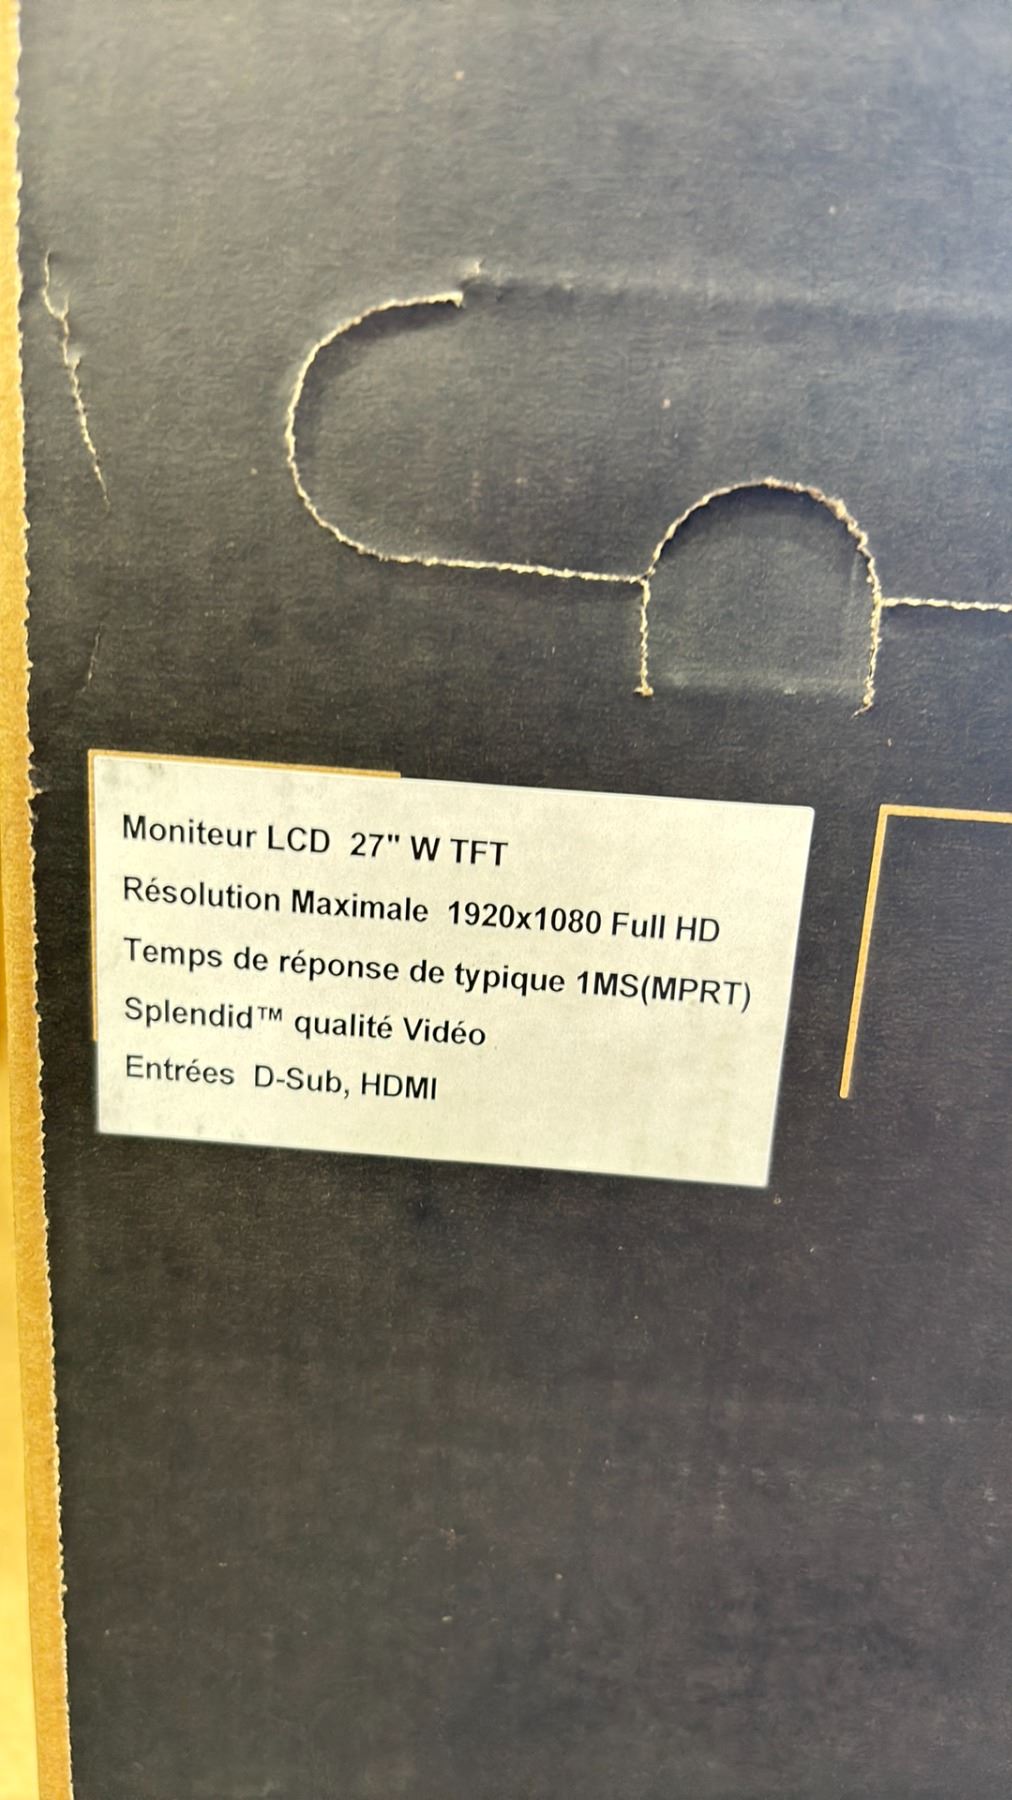 Moniteur LCD 27" W TFT
Résolution Maximale 1920x1080 Full HD
Temps de réponse de typique 1MS(MPRT)
Splendid™ qualité Vidéo
Entrées D-Sub, HDMI